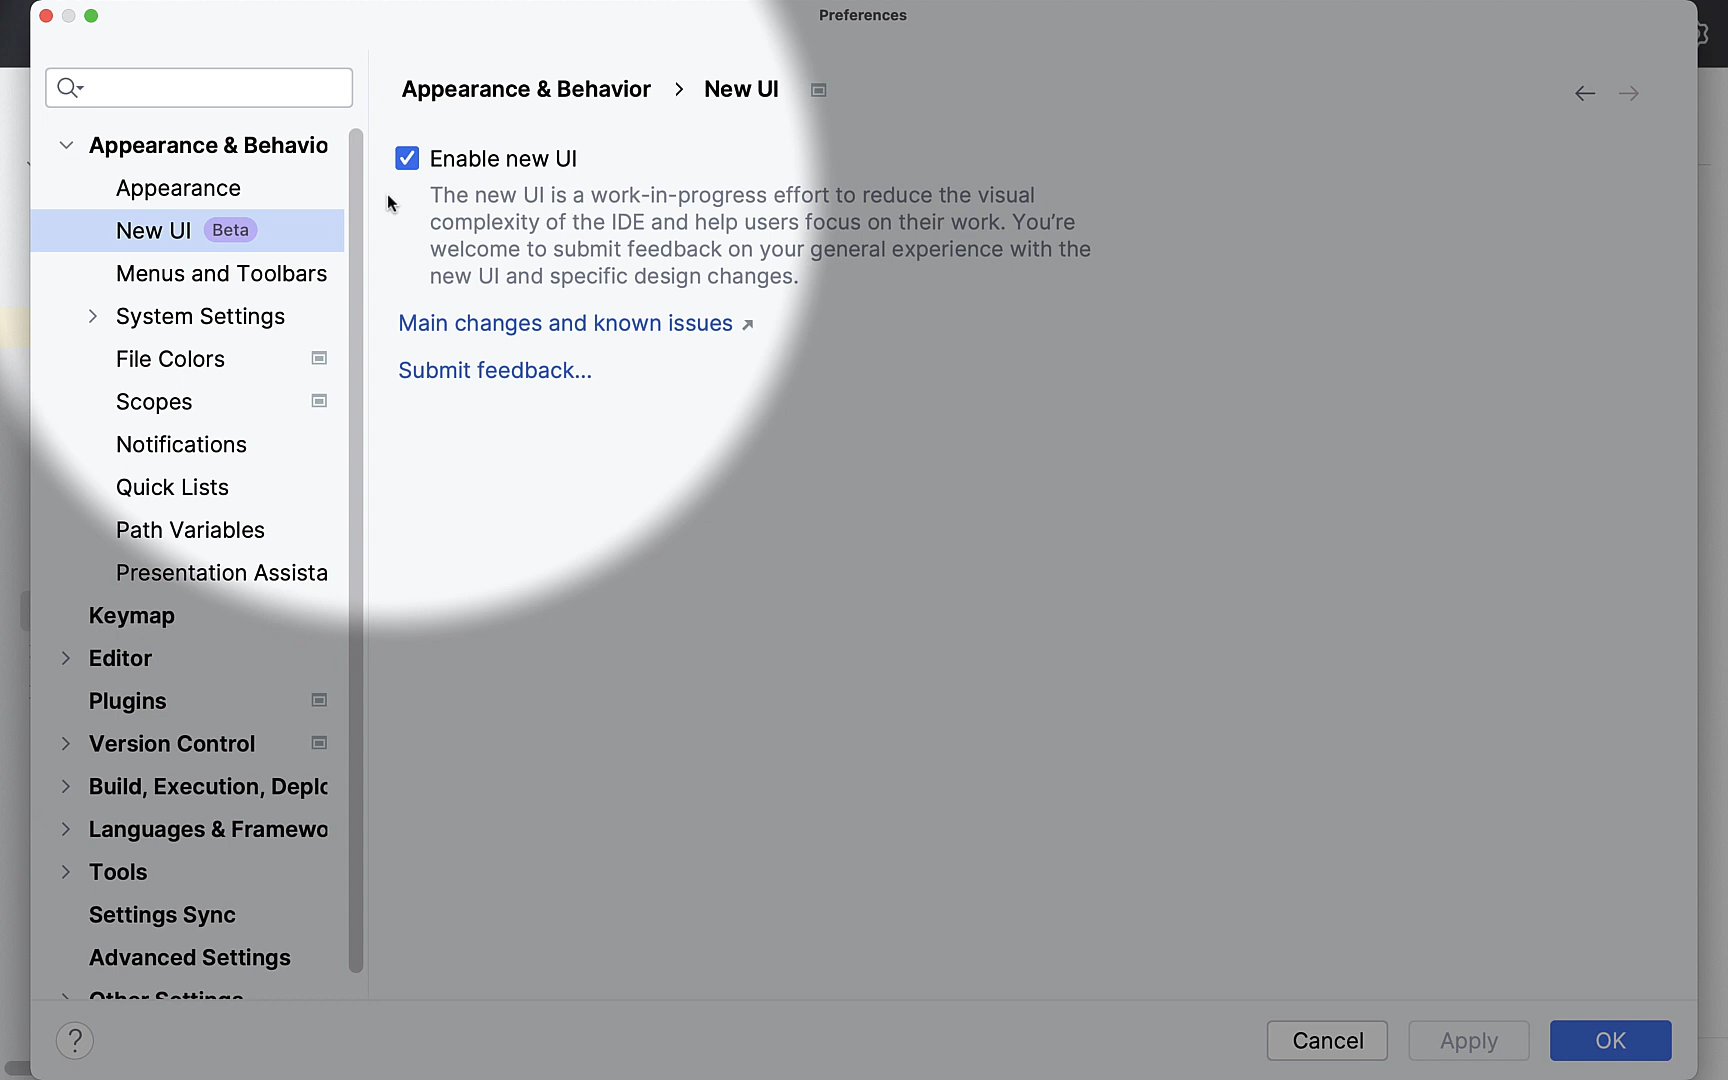 Preferences
Appearance & Behavior > New UI
Appearance & Behavio
Appearance
New UI Beta
Menus and Toolbars
System Settings
File Colors
Scopes
Notifications
Quick Lists
Path Variables
Presentation Assista
Keymap
Editor
Plugins
Version Control
Build, Execution, Deplo
Languages & Framewo
Tools
Settings Sync
Advanced Settings
Other Settings
Enable new UI
The new UI is a work-in-progress effort to reduce the visual
complexity of the IDE and help users focus on their work. You're
welcome to submit feedback on your general experience with the
new UI and specific design changes.
Main changes and known issues
Submit feedback...
?
Cancel
Apply
OK